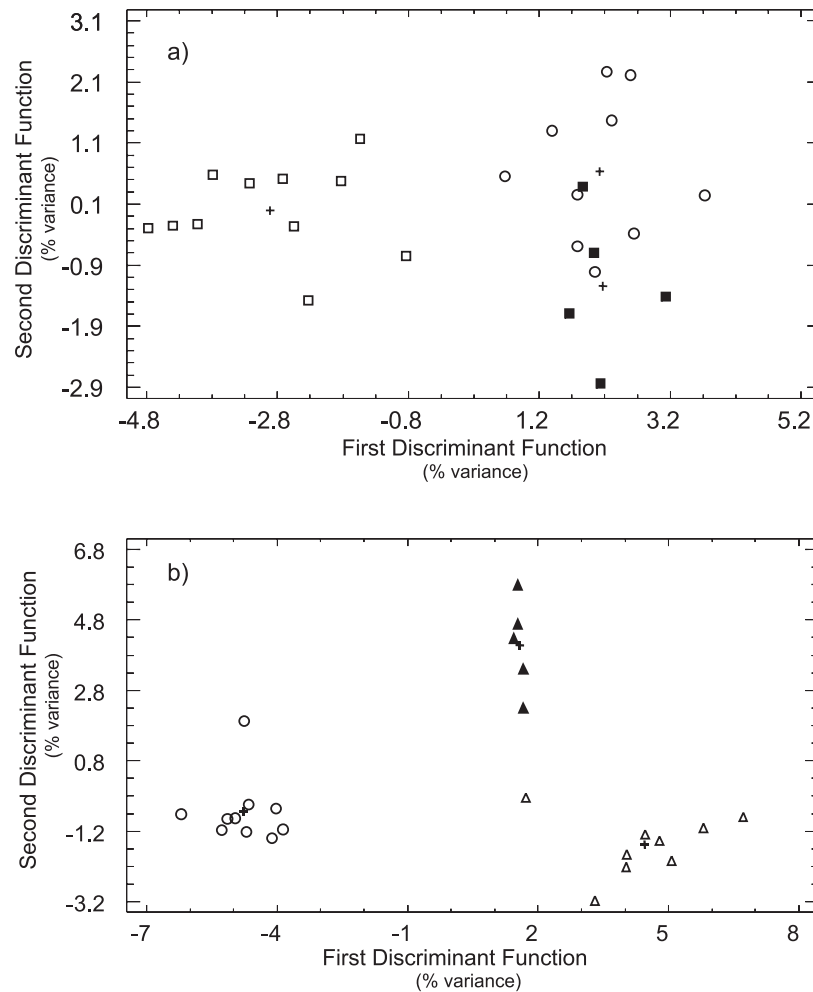 a)
Second Discriminant Function
(% variance)
3.1
2.1
1.1
0.1
-0.9
-1.9
-2.9
-4.8 -2.8 -0.8 1.2 3.2 5.2
First Discriminant Function
(% variance)
b)
Second Discriminant Function
(% variance)
6.8
4.8
2.8
0.8
-1.2
-3.2
-7 -4 -1 2 5 8
First Discriminant Function
(% variance)